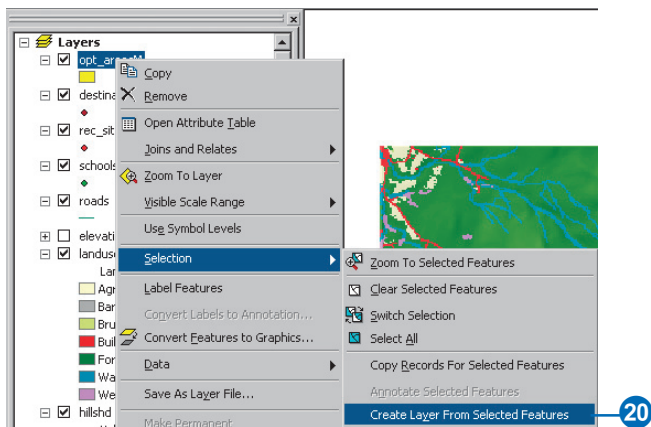 Layers
opt_area
Copy
destina
Remove
Open Attribute Table
rec_sit
Joins and Relates
schools
Zoom To Layer
roads
Visible Scale Range
Use Symbol Levels
elevati
landus
Selection
Zoom To Selected Features
Lan
Agr
Label Features
Clear Selected Features
Bar
Convert Labels to Annotation...
Switch Selection
Bru
Buil
Convert Features to Graphics...
Select All
For
Data
Copy Records For Selected Features
Wa
Annotate Selected Features
We
Save As Layer File...
Create Layer From Selected Features
20
hillshd
Make Permanent